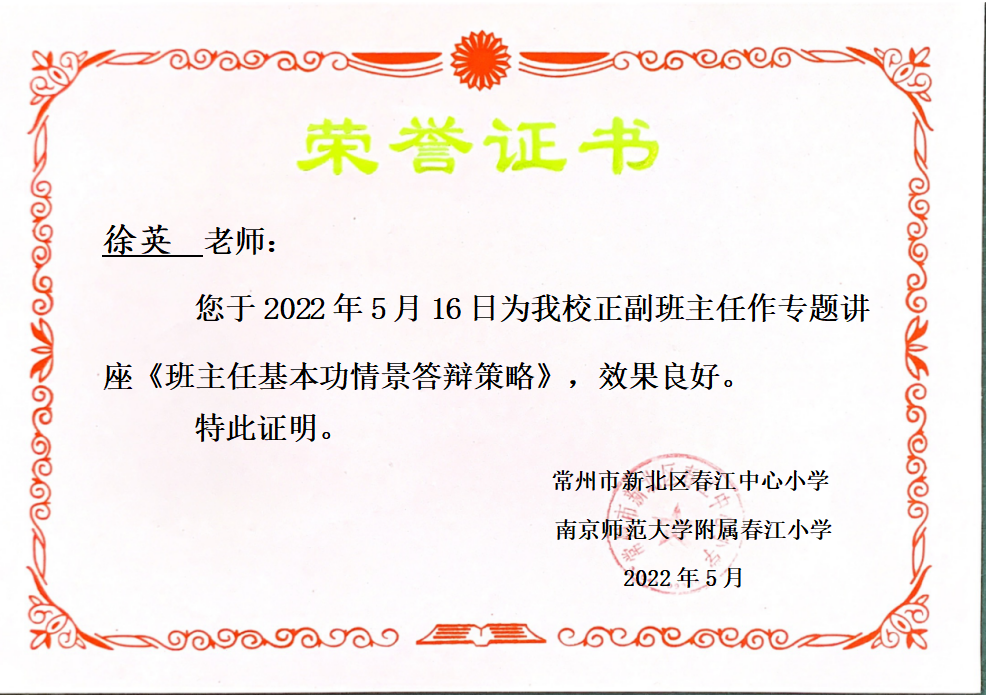 荣誉证书
徐英 老师：
您于2022年5月16日为我校正副班主任作专题讲
座《班主任基本功情景答辩策略》，效果良好。
特此证明。
常州市新北区春江中心小学
南京师范大学附属春江小学
2022年5月